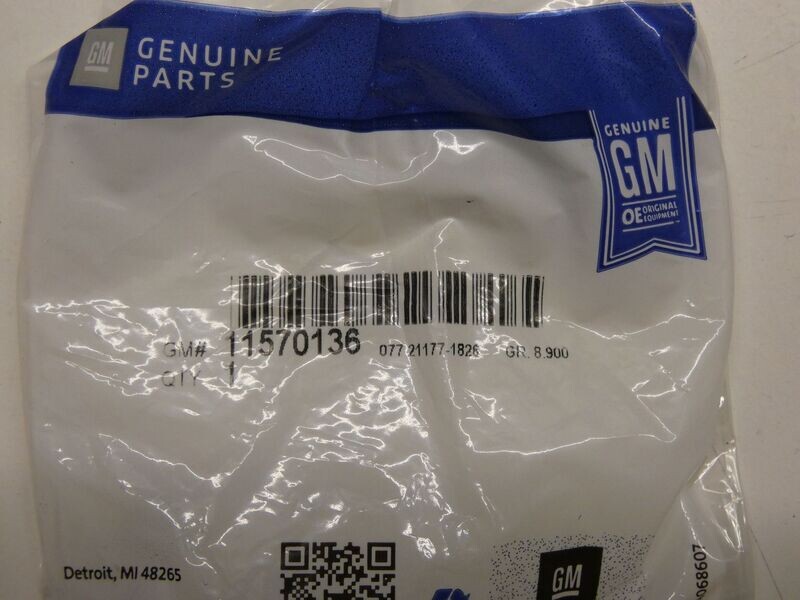 GM
GENUINE
PARTS
GENUINE
GM
OE ORIGINAL
EQUIPMENT
GM# 11570136 077 21177-1826 GR. 8.900
QTY 1
Detroit, MI 48265
GM
068607